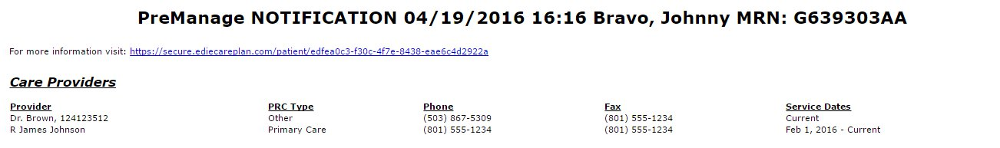 PreManage NOTIFICATION 04/19/2016 16:16 Bravo, Johnny MRN: G639303AA
For more information visit: https://secure.ediecareplan.com/patient/edfea0c3-f30c-4f7e-8438-eae6c4d2922a
Care Providers
Provider PRC Type Phone Fax Service Dates
Dr. Brown, 124123512 Other (503) 867-5309 (801) 555-1234 Current
R James Johnson Primary Care (801) 555-1234 (801) 555-1234 Feb 1, 2016 - Current